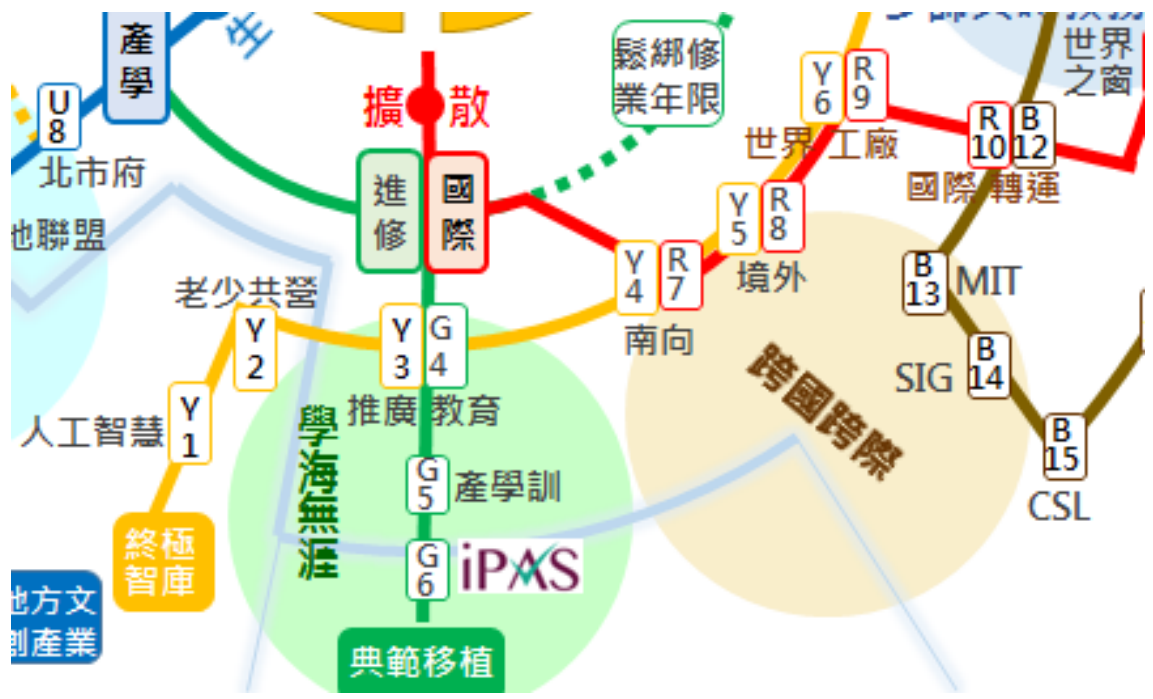 產
學
生
鬆綁修
業年限
世界
之窗
U
8
北市府
擴散
Y
6
R
9
世界工廠
R
10
B
12
國際轉運
進
修
國
際
地聯盟
Y
5
R
8
境外
Y
4
R
7
南向
B
13
MIT
老少共營
Y
2
Y
3
G
4
推廣教育
B
14
SIG
跨國跨際
人工智慧
Y
1
學海無涯
B
15
CSL
G
5
產學訓
終極
智庫
G
6
iPAS
地方文
創產業
典範移植